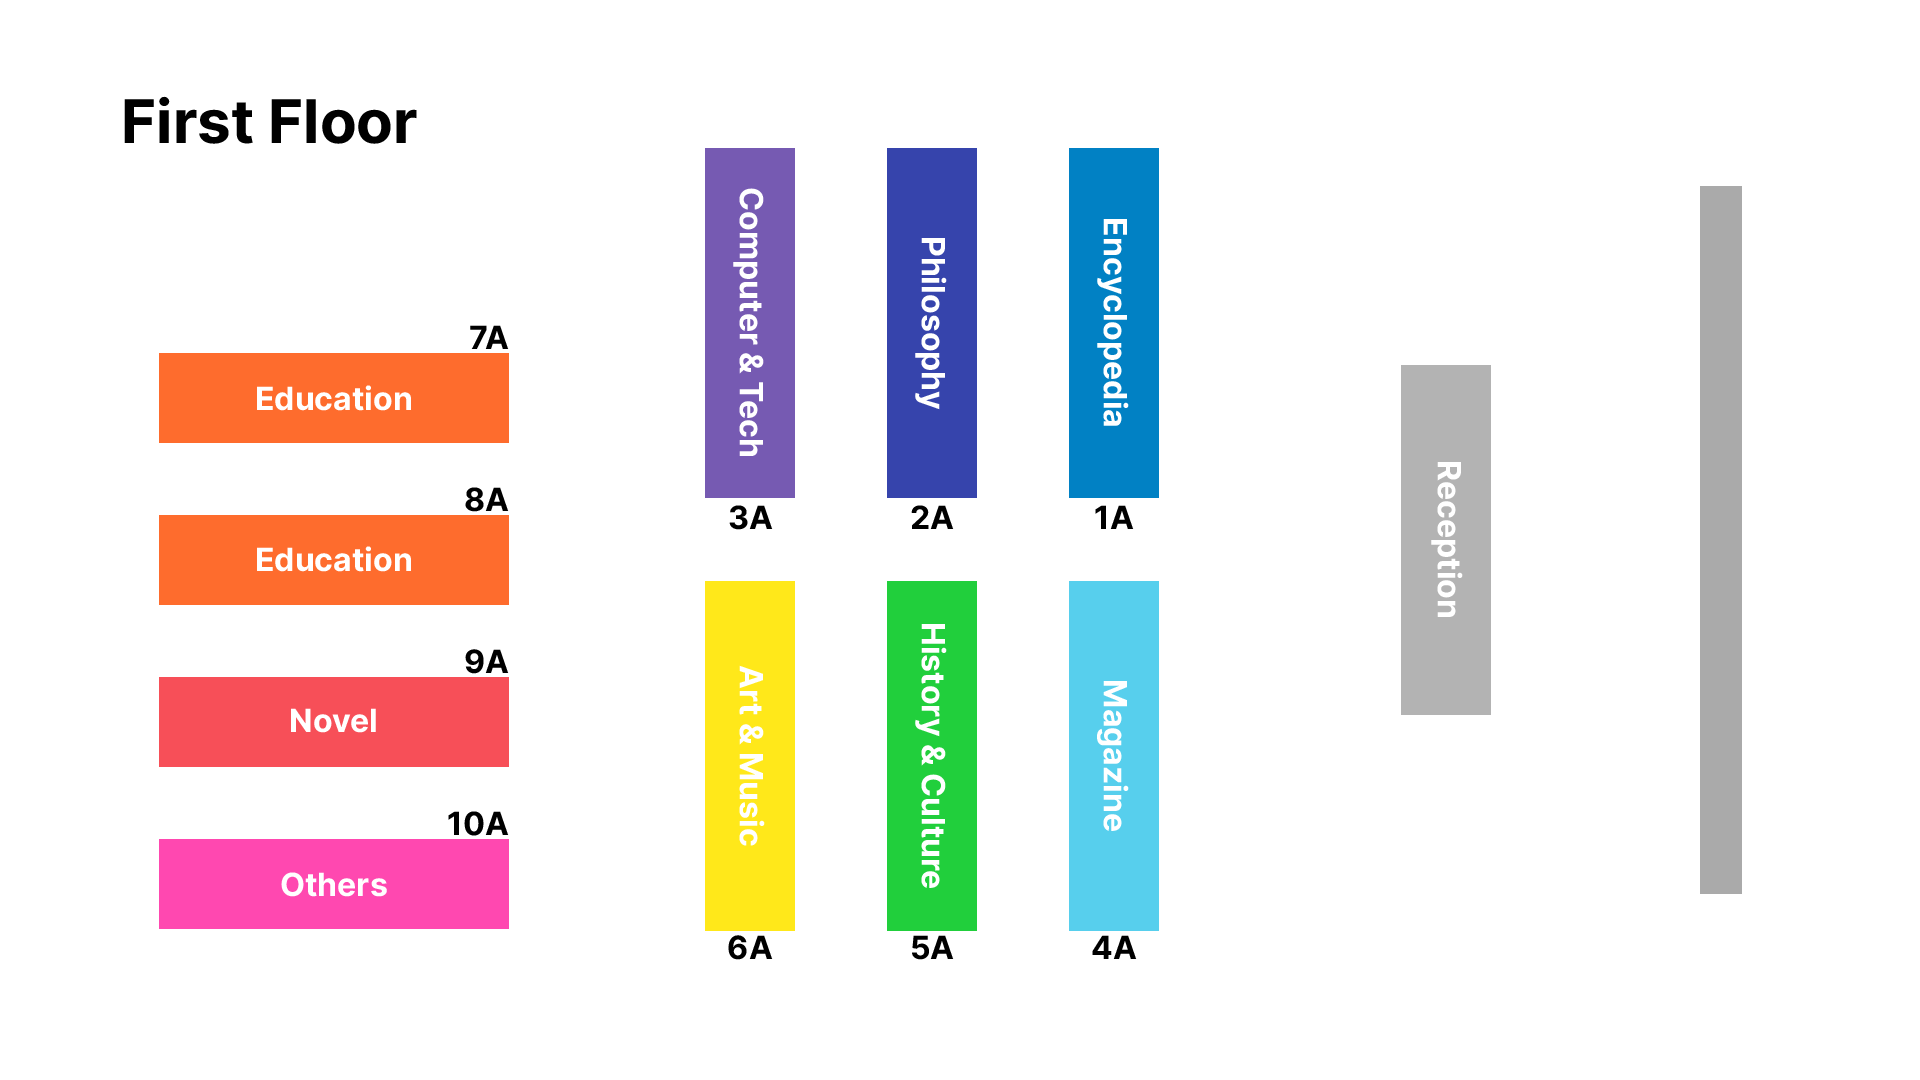 First Floor
7A
Education
8A
Education
9A
Novel
10A
Others
Computer & Tech
3A
Philosophy
2A
Encyclopedia
1A
Art & Music
6A
History & Culture
5A
Magazine
4A
Reception